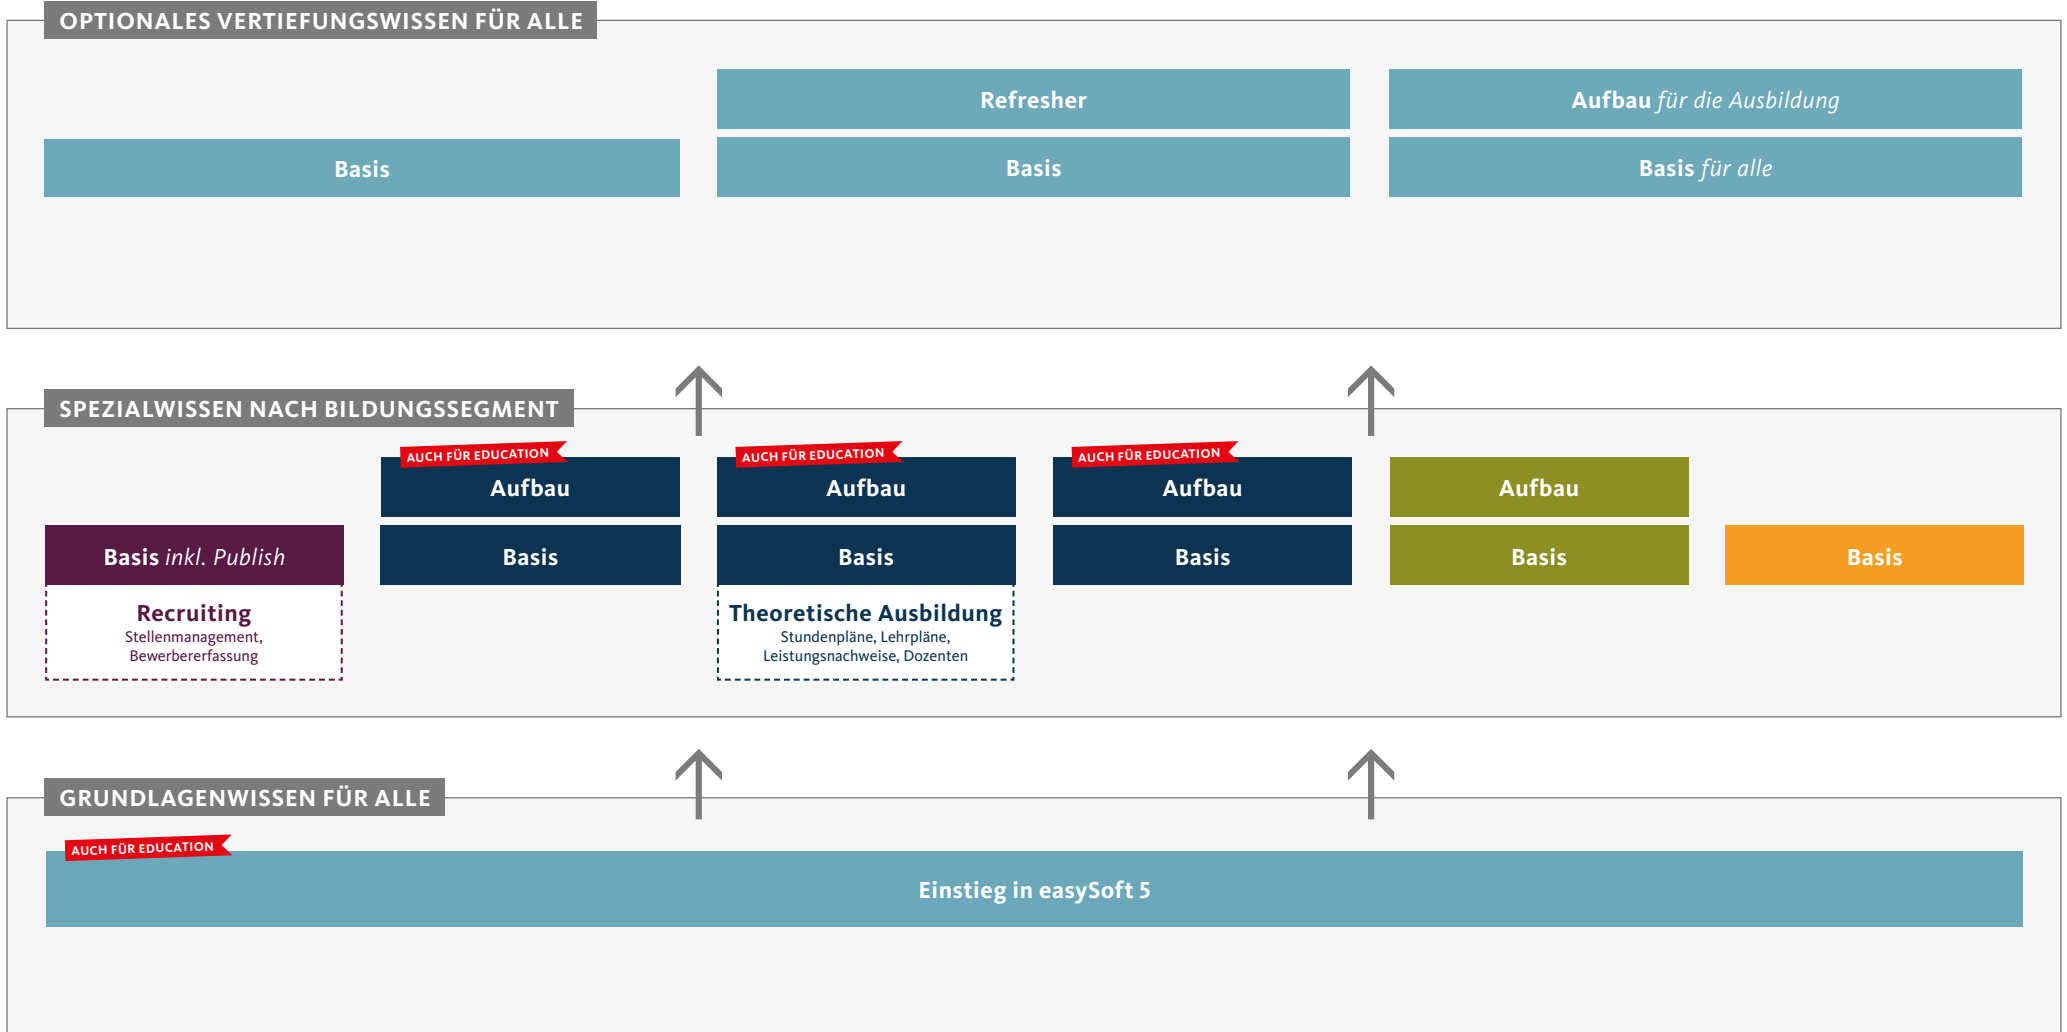 OPTIONALES VERTIEFUNGSWISSEN FÜR ALLE
Refresher
Aufbau für die Ausbildung
Basis
Basis
Basis für alle
SPEZIALWISSEN NACH BILDUNGSSEGMENT
AUCH FÜR EDUCATION
AUCH FÜR EDUCATION
AUCH FÜR EDUCATION
Aufbau
Aufbau
Aufbau
Aufbau
Basis inkl. Publish
Basis
Basis
Basis
Basis
Basis
Recruiting
Stellenmanagement,
Bewerbererfassung
Theoretische Ausbildung
Stundenpläne, Lehrpläne,
Leistungsnachweise, Dozenten
GRUNDLAGENWISSEN FÜR ALLE
AUCH FÜR EDUCATION
Einstieg in easySoft 5